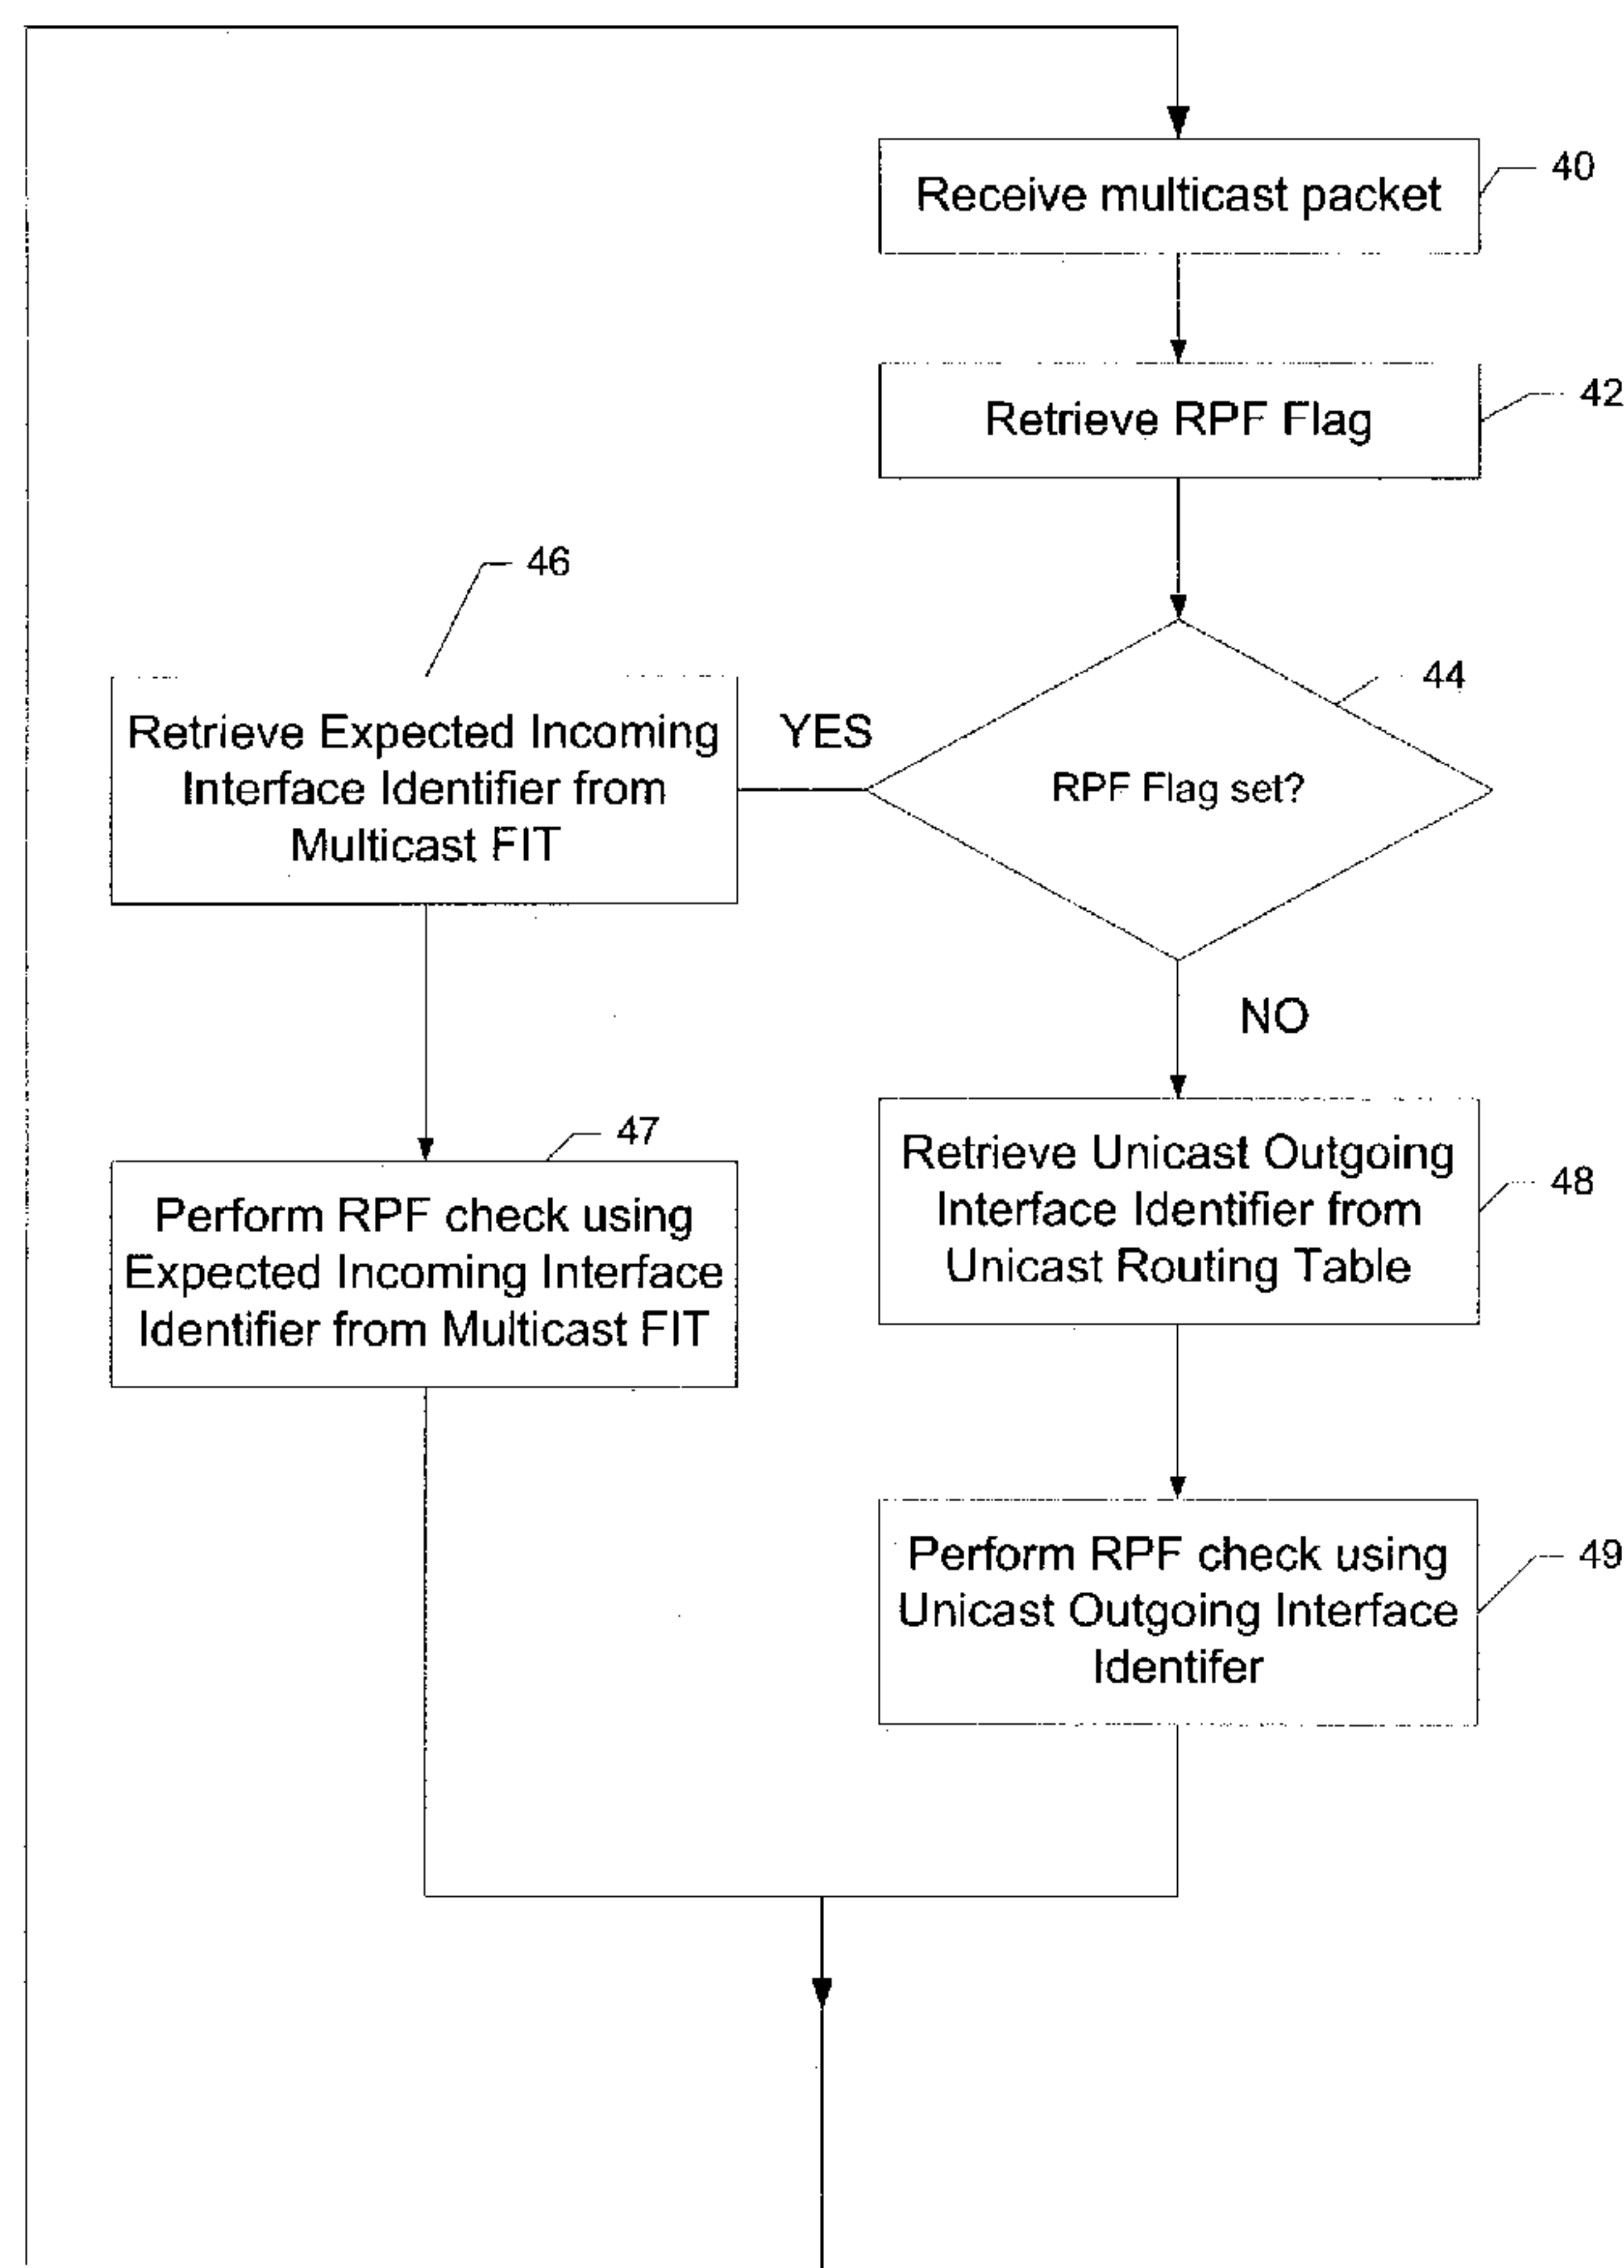 Receive multicast packet
40
Retrieve RPF Flag
42
46
44
Retrieve Expected Incoming
Interface Identifier from
Multicast FIT
YES
RPF Flag set?
NO
47
Perform RPF check using
Expected Incoming Interface
Identifier from Multicast FIT
Retrieve Unicast Outgoing
Interface Identifier from
Unicast Routing Table
48
Perform RPF check using
Unicast Outgoing Interface
Identifer
49